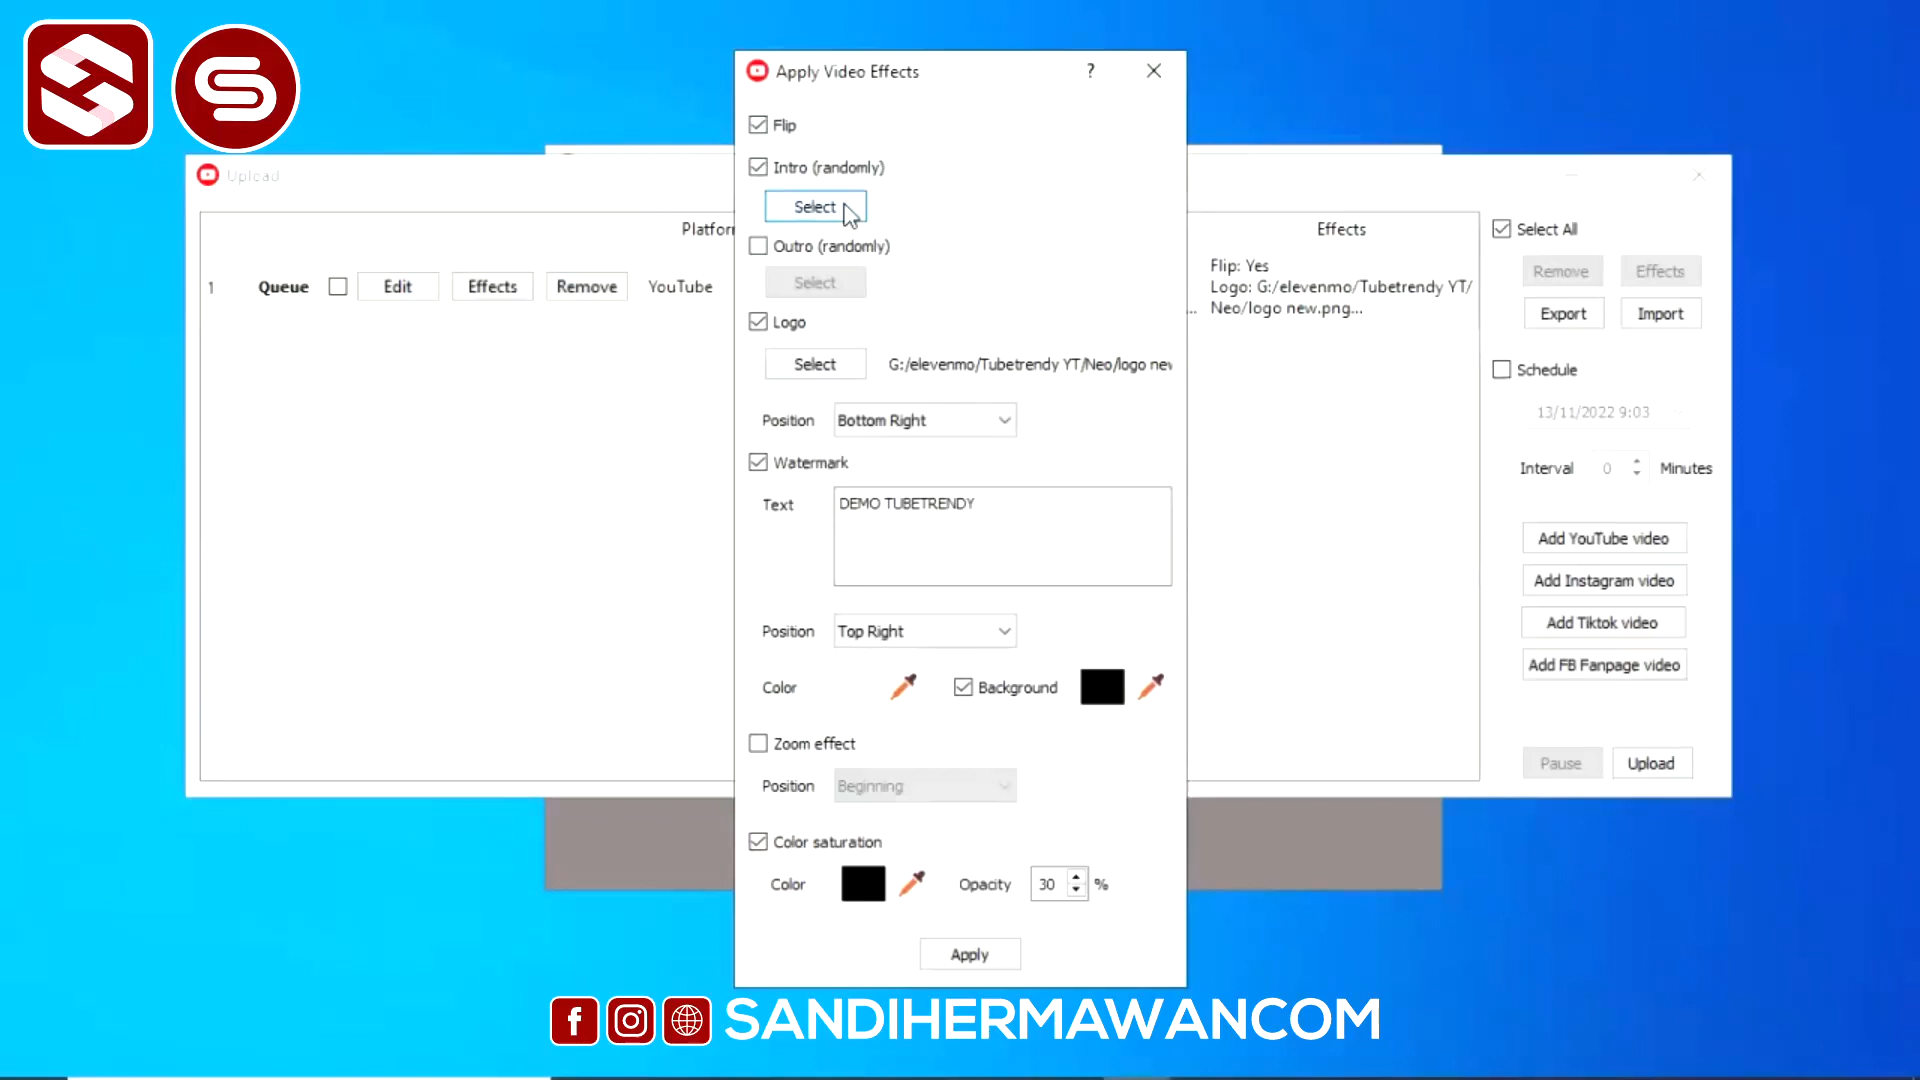 Apply Video Effects
?
Flip
Intro (randomly)
Select
Outro (randomly)
Select
Logo
Select
G:/elevenmo/Tubetrendy YT/Neo/logo
Position
Bottom Right
Watermark
Text
DEMO TUBETRENDY
Position
Top Right
Color
Background
Zoom effect
Position
Beginning
Color saturation
Color
Opacity
30
%
Apply
Upload
Platfor
Effects
1
Queue
Edit
Effects
Remove
YouTube
Flip: Yes
Logo: G:/elevenmo/Tubetrendy YT/
... Neo/logo new.png...
Select All
Remove
Effects
Export
Import
Schedule
13/11/2022 9:03
Interval
0
Minutes
Add YouTube video
Add Instagram video
Add Tiktok video
Add FB Fanpage video
Pause
Upload
SANDIHERMAWANCOM